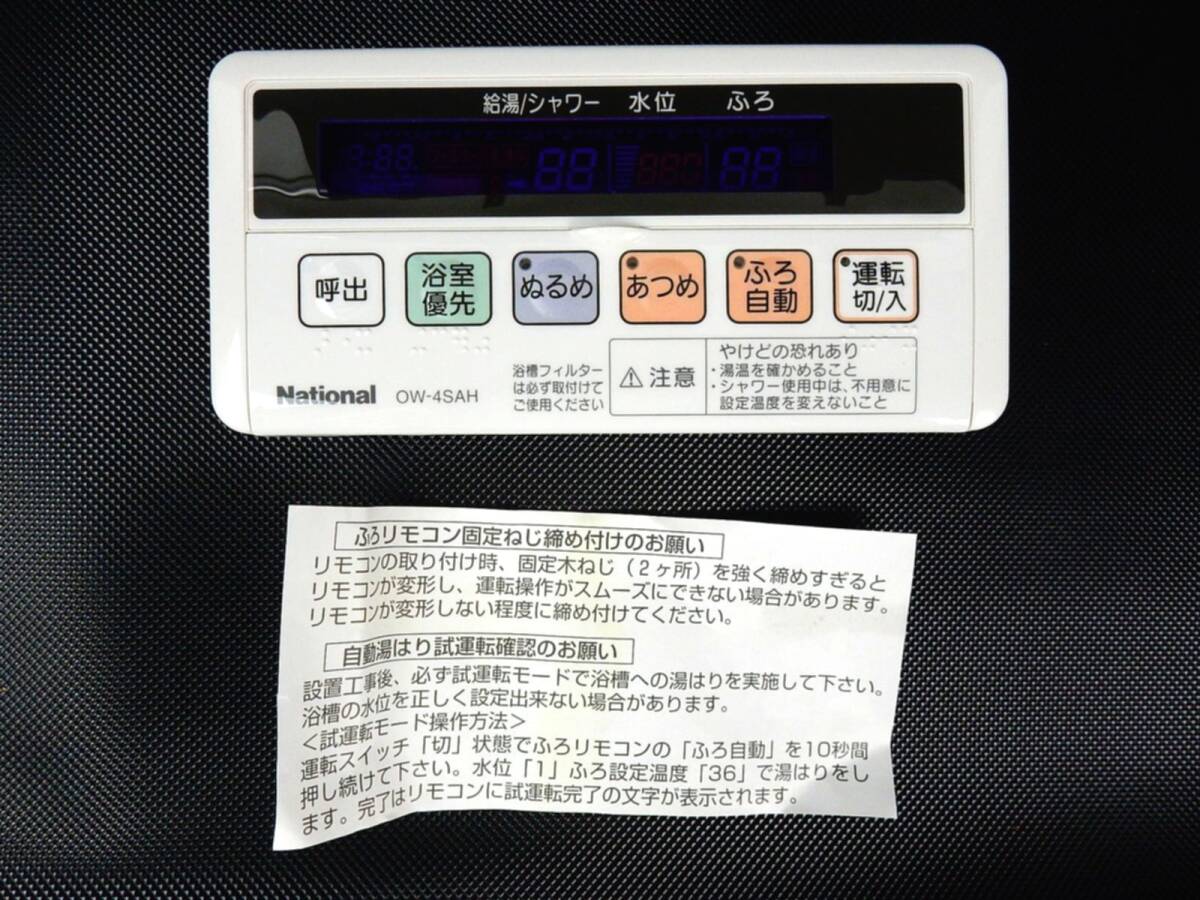 給湯/シャワー 水位 ふろ
88 88 880 88
呼出
浴室
優先
ぬるめ
あつめ
ふろ
自動
運転
切/入
National OW-4SAH
浴槽フィルター
は必ず取付けて
ご使用ください
⚠ 注意
やけどの恐れあり
・湯温を確かめること
・シャワー使用中は、不用意に
設定温度を変えないこと
ふろリモコン固定ねじ締め付けのお願い
リモコンの取り付け時、固定木ねじ(2ヶ所)を強く締めすぎると
リモコンが変形し、運転操作がスムーズにできない場合があります。
リモコンが変形しない程度に締め付けてください。
自動湯はり試運転確認のお願い
設置工事後、必ず試運転モードで浴槽への湯はりを実施して下さい。
浴槽の水位を正しく設定出来ない場合があります。
<試運転モード操作方法>
運転スイッチ「切」状態でふろリモコンの「ふろ自動」を10秒間
押し続けて下さい。水位「1」ふろ設定温度「36」で湯はりをし
ます。完了はリモコンに試運転完了の文字が表示されます。